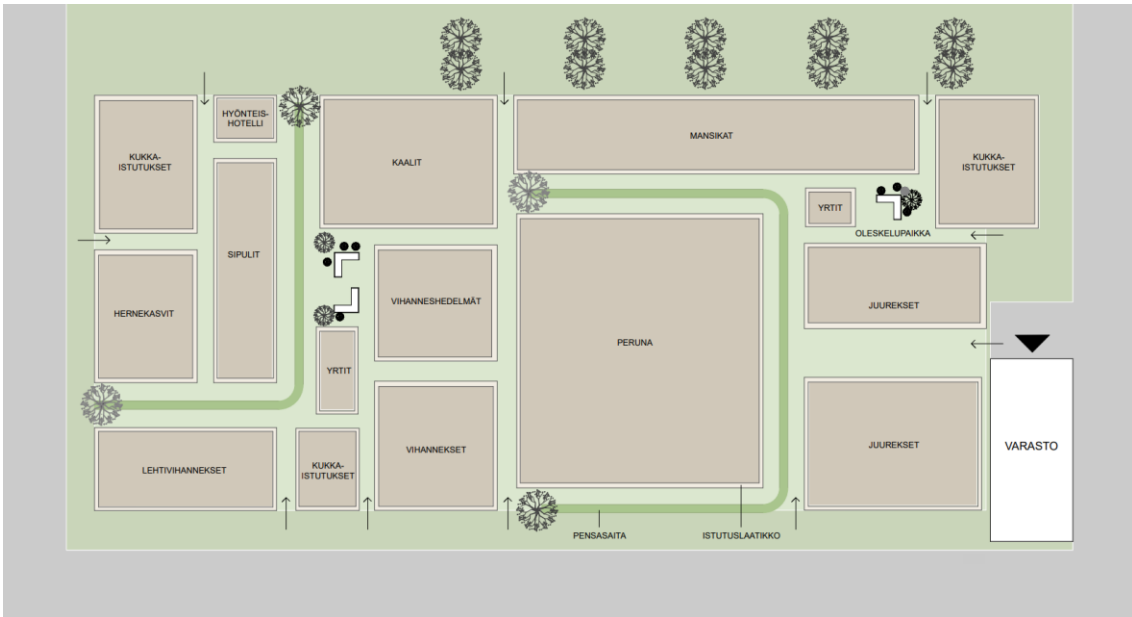 HYÖNTEIS-
HOTELLI
KUKKA-
ISTUTUKSET
KAALIT
MANSIKAT
KUKKA-
ISTUTUKSET
YRTIT
OLESKELUPAIKKA
SIPULIT
HERNEKASVIT
VIHANNESHEDELMÄT
PERUNA
JUUREKSET
YRTIT
LEHTIVIHANNEKSET
KUKKA-
ISTUTUKSET
VIHANNEKSET
JUUREKSET
VARASTO
PENSASAITA
ISTUTUSLAATIKKO